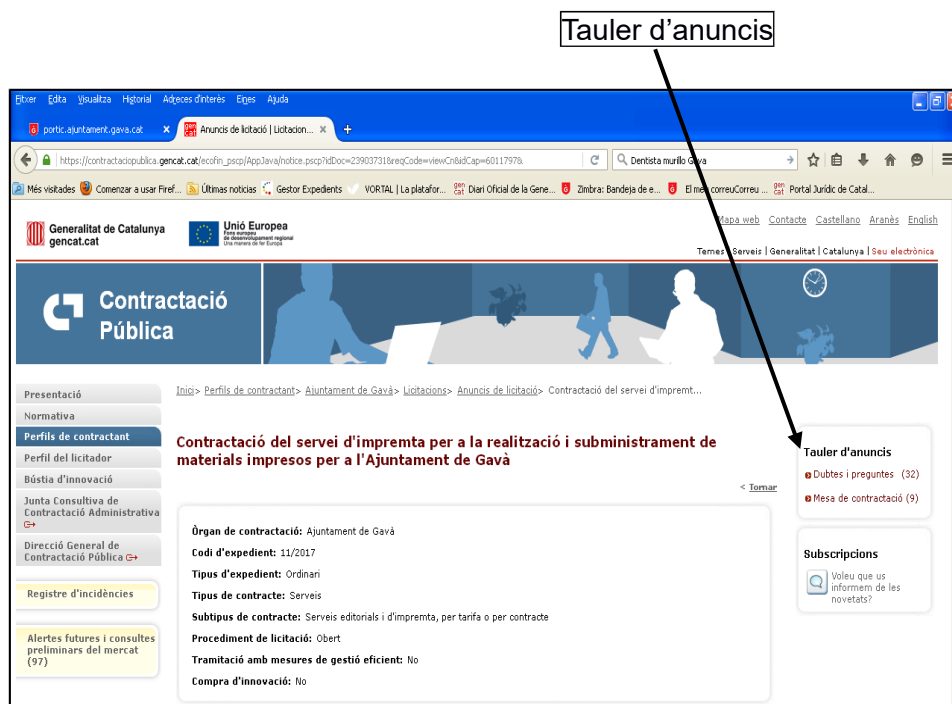 Tauler d'anuncis
Fitxer Edita Visualitza Historial Adreces d'interès Eines Ajuda
portic.ajuntament.gava.cat × Anuncis de licitació | Licitacion... × +
https://contractaciopublica.gencat.cat/ecofin_pscp/AppJava/notice.pscp?idDoc=23903731&reqCode=viewCn&idCap=6011797& Dentista murillo Gava
Més visitades Comenzar a usar Firef... Últimas noticias Gestor Expedients VORTAL | La platafor... Diari Oficial de la Gene... Zimbra: Bandeja de e... El meu correuCorreu ... Portal Jurídic de Catal...
Generalitat de Catalunya
gencat.cat
Unió Europea
Fons europeu
de desenvolupament regional
Una manera de fer Europa
Mapa web Contacte Castellano Aranès English
Temes | Serveis | Generalitat | Catalunya | Seu electrònica
Contractació
Pública
Presentació
Normativa
Perfils de contractant
Perfil del licitador
Bústia d'innovació
Junta Consultiva de
Contractació Administrativa
Direcció General de
Contractació Pública
Registre d'incidències
Alertes futures i consultes
preliminars del mercat
(97)
Inici> Perfils de contractant> Ajuntament de Gavà> Licitacions> Anuncis de licitació> Contractació del servei d'impremt...
Contractació del servei d'impremta per a la realització i subministrament de
materials impresos per a l'Ajuntament de Gavà
< Tornar
Òrgan de contractació: Ajuntament de Gavà
Codi d'expedient: 11/2017
Tipus d'expedient: Ordinari
Tipus de contracte: Serveis
Subtipus de contracte: Serveis editorials i d'impremta, per tarifa o per contracte
Procediment de licitació: Obert
Tramitació amb mesures de gestió eficient: No
Compra d'innovació: No
Tauler d'anuncis
Dubtes i preguntes (32)
Mesa de contractació (9)
Subscripcions
Voleu que us
informem de les
novetats?